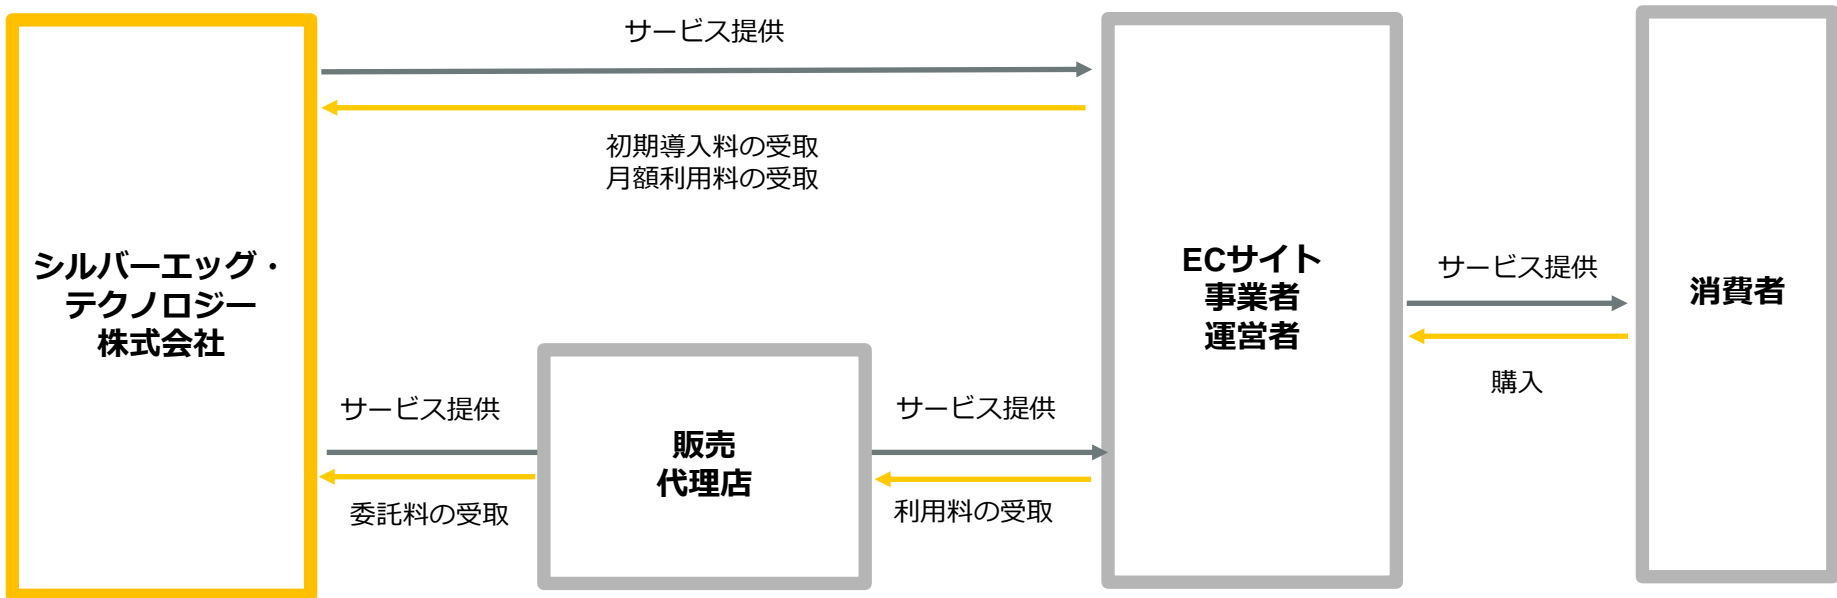 サービス提供
初期導入料の受取
月額利用料の受取
シルバーエッグ・
テクノロジー
株式会社
ECサイト
事業者
運営者
サービス提供
消費者
購入
サービス提供
サービス提供
販売
代理店
委託料の受取
利用料の受取